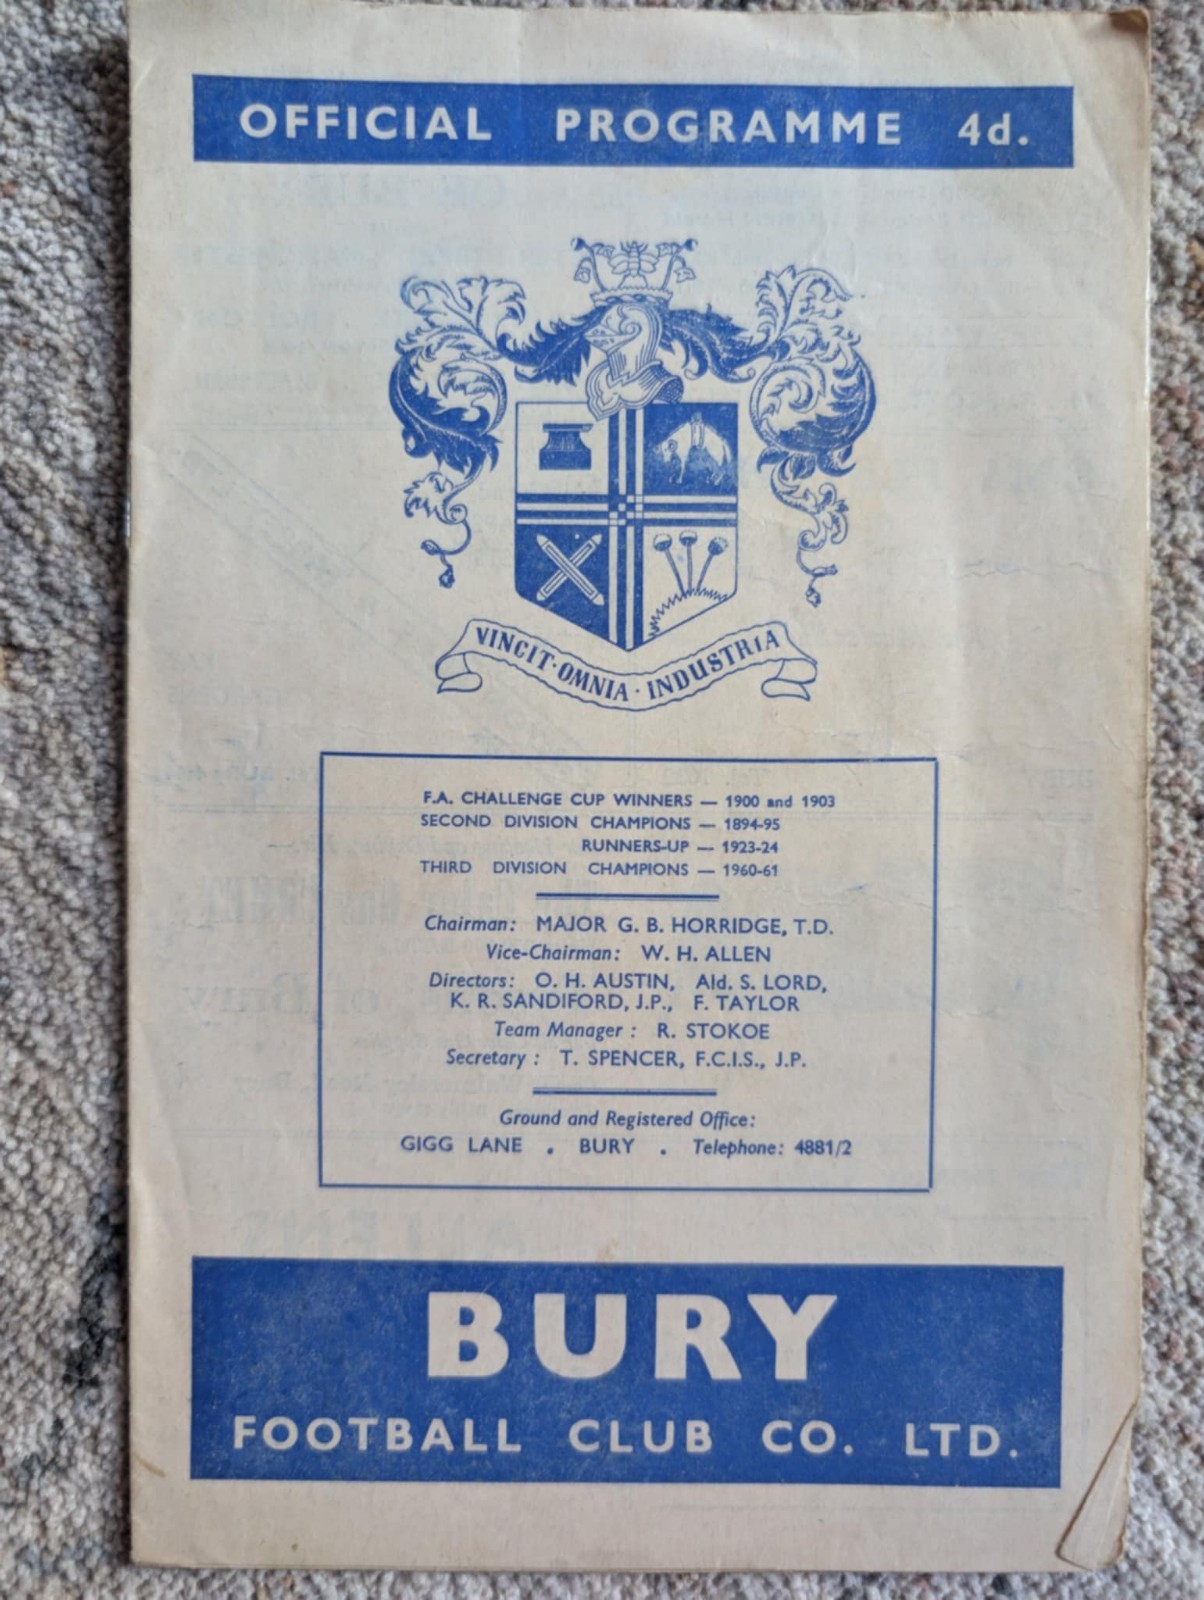 OFFICIAL PROGRAMME 4d.
VINCIT · OMNIA · INDUSTRIA
F.A. CHALLENGE CUP WINNERS — 1900 and 1903
SECOND DIVISION CHAMPIONS — 1894-95
RUNNERS-UP — 1923-24
THIRD DIVISION CHAMPIONS — 1960-61
Chairman: MAJOR G. B. HORRIDGE, T.D.
Vice-Chairman: W. H. ALLEN
Directors: O. H. AUSTIN, Ald. S. LORD,
K. R. SANDIFORD, J.P., F. TAYLOR
Team Manager : R. STOKOE
Secretary : T. SPENCER, F.C.I.S., J.P.
Ground and Registered Office:
GIGG LANE . BURY . Telephone: 4881/2
BURY
FOOTBALL CLUB CO. LTD.